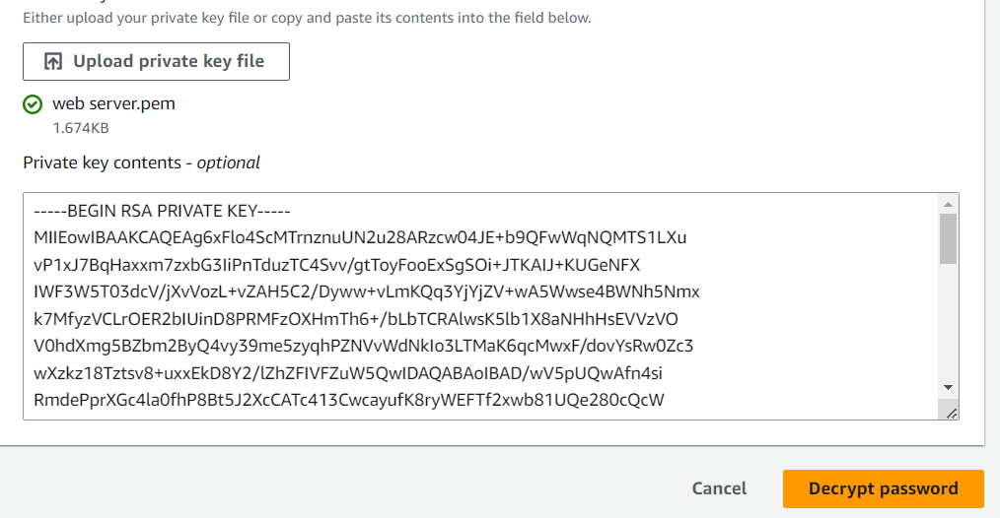 Either upload your private key file or copy and paste its contents into the field below.
Upload private key file
web server.pem
1.674KB
Private key contents - optional
-----BEGIN RSA PRIVATE KEY-----
MIIEowIBAAKCAQEAg6xFlo4ScMTrnznuUN2u28ARzcw04JE+b9QFwWqNQMTS1LXu
vP1xJ7BqHaxxm7zxbG3IiPnTduzTC4Svv/gtToyFooExSgSOi+JTKAIJ+KUGeNFX
IWF3W5T03dcV/jXvVozL+vZAH5C2/Dyww+vLmKQq3YjYjZV+wA5Wwse4BWNh5Nmx
k7MfyzVCLrOER2bIUinD8PRMFzOXHmTh6+/bLbTCRAlwsK5lb1X8aNHhHsEVVzVO
V0hdXmg5BZbm2ByQ4vy39me5zyqhPZNVvWdNkIo3LTMaK6qcMwxF/dovYsRw0Zc3
wXzkz18Tztsv8+uxxEkD8Y2/lZhZFIVFZuW5QwIDAQABAoIBAD/wV5pUQwAfn4si
RmdePprXGc4la0fhP8Bt5J2XcCATc413CwcayufK8ryWEFTf2xwb81UQe280cQcW
Cancel
Decrypt password